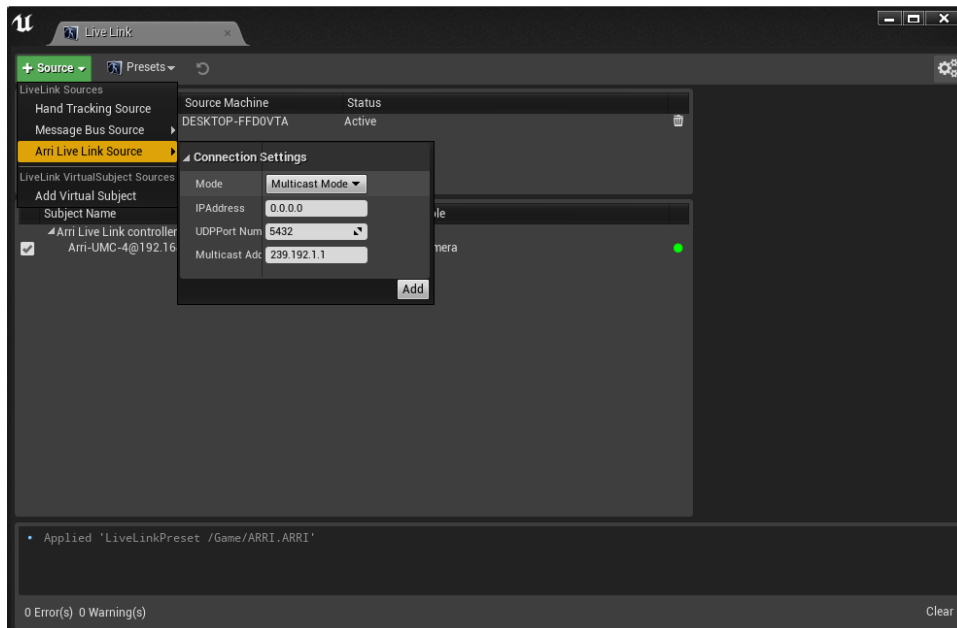 Live Link
+ Source
Presets
LiveLink Sources
Hand Tracking Source
Message Bus Source
Arri Live Link Source
LiveLink VirtualSubject Sources
Add Virtual Subject
Source Machine Status
DESKTOP-FFD0VTA Active
Connection Settings
Mode Multicast Mode
IPAddress 0.0.0.0
UDPPort Num 5432
Multicast Add 239.192.1.1
Add
Subject Name
Arri Live Link controller
Arri-UMC-4@192.16
Applied 'LiveLinkPreset /Game/ARRI.ARRI'
0 Error(s) 0 Warning(s)
Clear